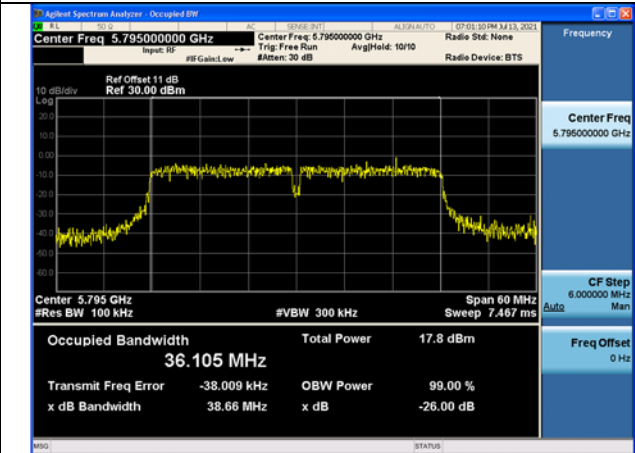 Agilent Spectrum Analyzer - Occupied BW
RL 50 Ω AC SENSE:INT ALIGN AUTO 07:01:10 PM Jul 13, 2021
Center Freq 5.795000000 GHz
Center Freq: 5.795000000 GHz
Radio Std: None
Input: RF
Trig: Free Run Avg|Hold: 10/10
#IFGain:Low
#Atten: 30 dB
Radio Device: BTS
Frequency
Ref Offset 11 dB
10 dB/div Ref 30.00 dBm
Log
20.0
10.0
0.00
-10.0
-20.0
-30.0
-40.0
-50.0
-60.0
Center Freq
5.795000000 GHz
Center 5.795 GHz Span 60 MHz
#Res BW 100 kHz #VBW 300 kHz Sweep 7.467 ms
CF Step
6.000000 MHz
Auto Man
Occupied Bandwidth Total Power 17.8 dBm
36.105 MHz
Transmit Freq Error -38.009 kHz OBW Power 99.00 %
x dB Bandwidth 38.66 MHz x dB -26.00 dB
Freq Offset
0 Hz
MSG STATUS